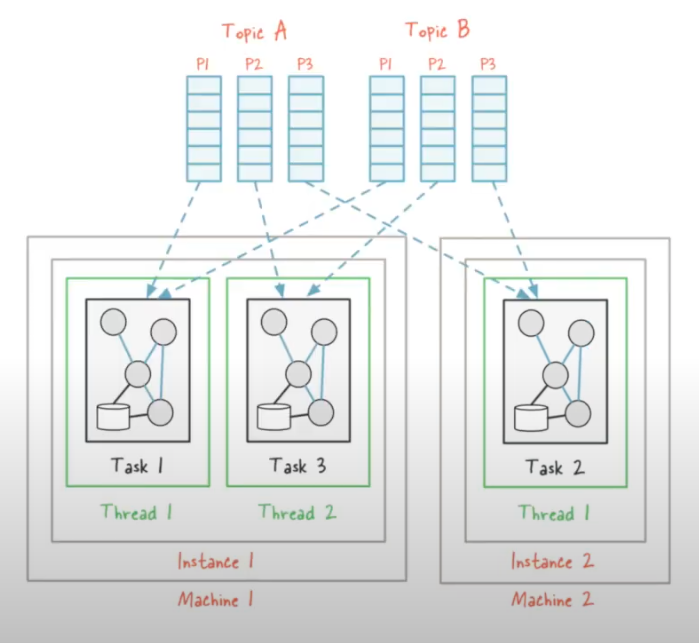 Topic A
Topic B
P1 P2 P3
P1 P2 P3
Task 1
Task 3
Task 2
Thread 1
Thread 2
Thread 1
Instance 1
Instance 2
Machine 1
Machine 2